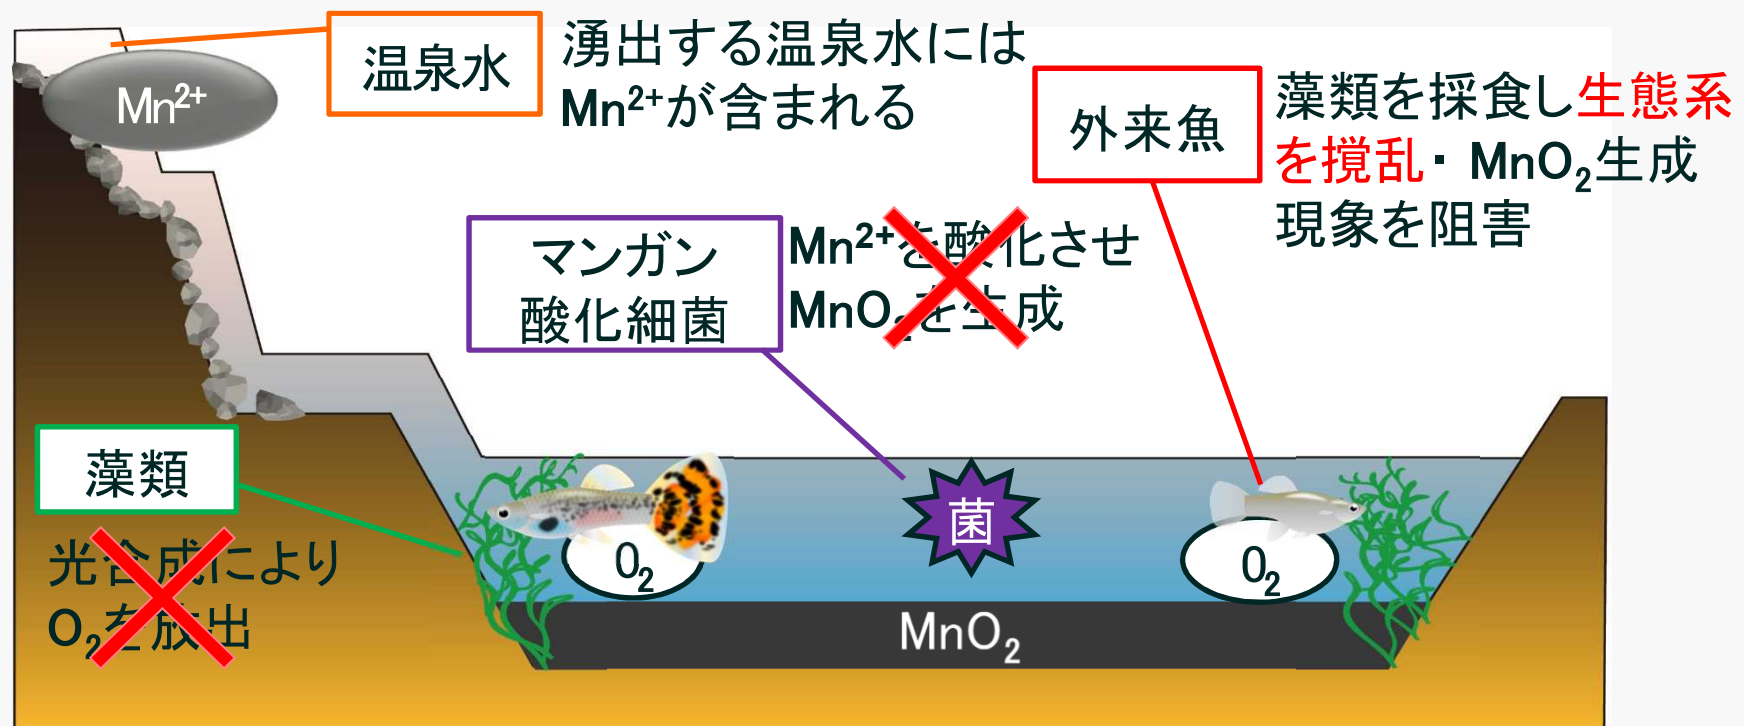 温泉水
湧出する温泉水には
Mn²⁺が含まれる
Mn²⁺
外来魚
藻類を採食し生態系
を撹乱・MnO₂生成
現象を阻害
マンガン
酸化細菌
Mn²⁺を酸化させ
MnO₂を生成
藻類
光合成により
O₂を放出
O₂
菌
O₂
MnO₂